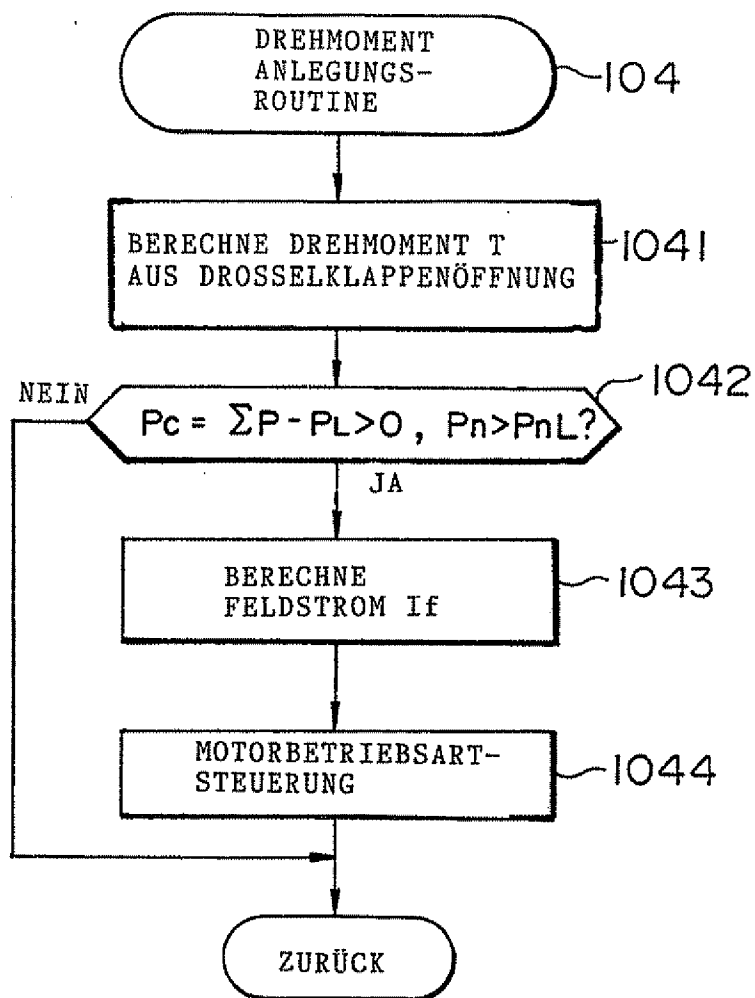 DREHMOMENT
ANLEGUNGS-
ROUTINE
104
BERECHNE DREHMOMENT T
AUS DROSSELKLAPPENÖFFNUNG
1041
NEIN
Pc = ΣP - PL > 0 , Pn > PnL?
1042
JA
BERECHNE
FELDSTROM If
1043
MOTORBETRIEBSART-
STEUERUNG
1044
ZURÜCK